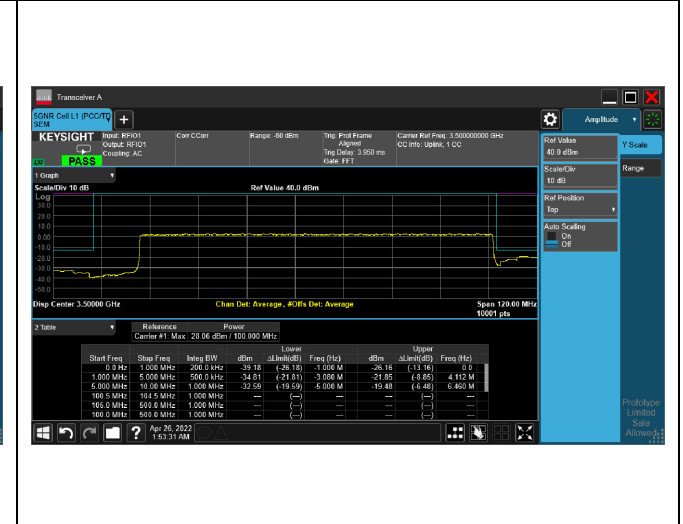 Transceiver A
5GNR Cell L1 (PCC/TD
SEM
Amplitude
KEYSIGHT
PASS
Input: RFIO1
Output: RFIO1
Coupling: AC
Corr CCorr
Range: -60 dBm
Trig: Prot Frame
Aligned
Trig Delay: 3.950 ms
Gate: FFT
Carrier Ref Freq: 3.500000000 GHz
CC Info: Uplink, 1 CC
Ref Value
40.0 dBm
Y Scale
Scale/Div
10 dB
Range
Ref Position
Top
Auto Scaling
On
Off
1 Graph
Scale/Div 10 dB
Ref Value 40.0 dBm
Log
30.0
20.0
10.0
0.00
-10.0
-20.0
-30.0
-40.0
-50.0
Disp Center 3.50000 GHz
Chan Det: Average, #Offs Det: Average
Span 120.00 MHz
10001 pts
2 Table
Reference Power
Carrier #1: Max 28.06 dBm / 100.000 MHz
Lower Upper
Start Freq Stop Freq Integ BW dBm ΔLimit(dB) Freq (Hz) dBm ΔLimit(dB) Freq (Hz)
0.0 Hz 1.000 MHz 200.0 kHz -39.18 (-26.18) -1.000 M -26.16 (-13.16) 0.0
1.000 MHz 5.000 MHz 500.0 kHz -34.81 (-21.81) -3.080 M -21.85 (-8.85) 4.112 M
5.000 MHz 10.00 MHz 1.000 MHz -32.59 (-19.59) -5.000 M -19.48 (-6.48) 6.460 M
100.5 MHz 104.5 MHz 1.000 MHz --- (---) --- --- (---) ---
105.0 MHz 500.0 MHz 1.000 MHz --- (---) --- --- (---) ---
100.0 MHz 500.0 MHz 1.000 MHz --- (---) --- --- (---) ---
Prototype
Limited
Sale
Allowed
Apr 26, 2022
1:53:31 AM